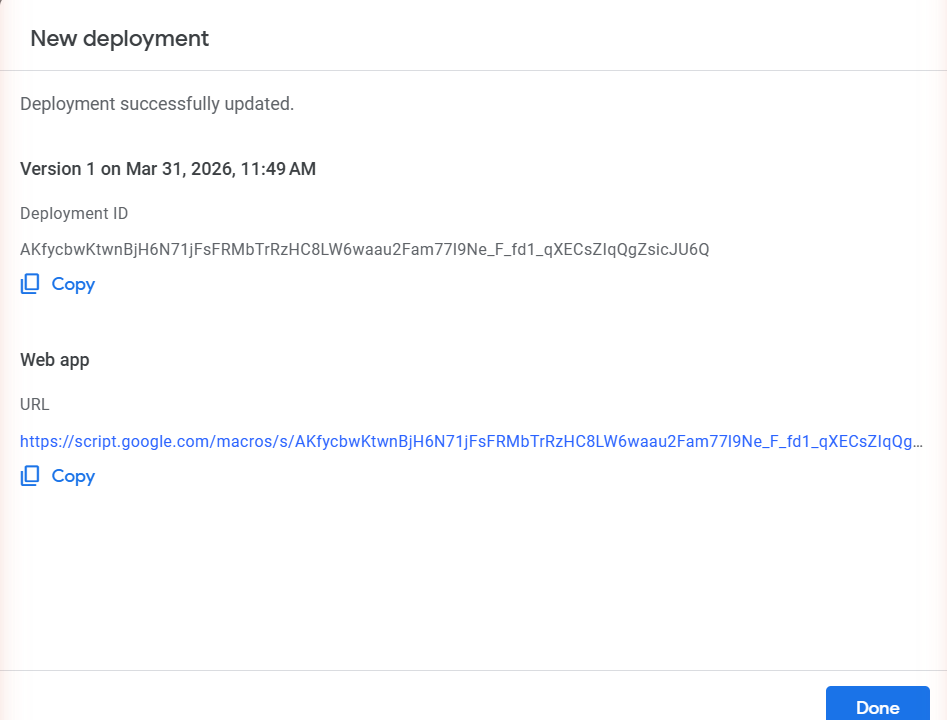 New deployment
Deployment successfully updated.
Version 1 on Mar 31, 2026, 11:49 AM
Deployment ID
AKfycbwKtwnBjH6N71jFsFRMbTrRzHC8LW6waau2Fam77I9Ne_F_fd1_qXECsZIqQgZsicJU6Q
Copy
Web app
URL
https://script.google.com/macros/s/AKfycbwKtwnBjH6N71jFsFRMbTrRzHC8LW6waau2Fam77I9Ne_F_fd1_qXECsZIqQg...
Copy
Done